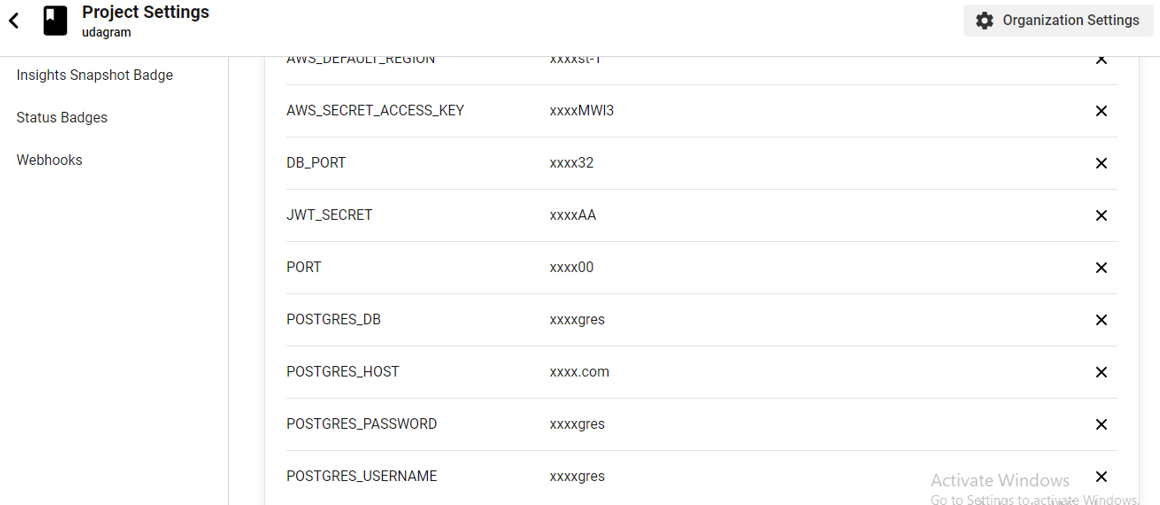 Project Settings
udagram
Organization Settings
Insights Snapshot Badge
Status Badges
Webhooks
AWS_DEFAULT_REGION xxxxst-1
AWS_SECRET_ACCESS_KEY xxxxMWI3
DB_PORT xxxx32
JWT_SECRET xxxxAA
PORT xxxx00
POSTGRES_DB xxxxgres
POSTGRES_HOST xxxx.com
POSTGRES_PASSWORD xxxxgres
POSTGRES_USERNAME xxxxgres
Activate Windows
Go to Settings to activate Windows.